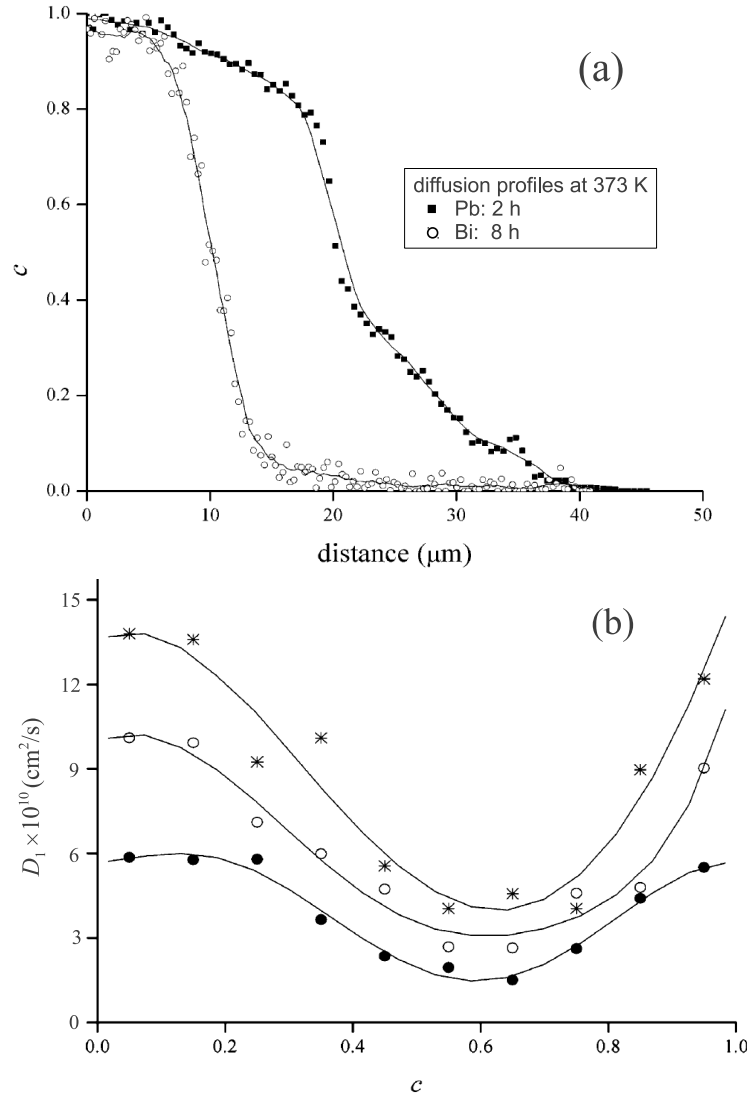 1.0
(a)
0.8
diffusion profiles at 373 K
Pb: 2 h
Bi: 8 h
0.6
c
0.4
0.2
0.0
0 10 20 30 40 50
distance (μm)
15
(b)
12
9
D₁×10¹⁰(cm²/s)
6
3
0
0.0 0.2 0.4 0.6 0.8 1.0
c